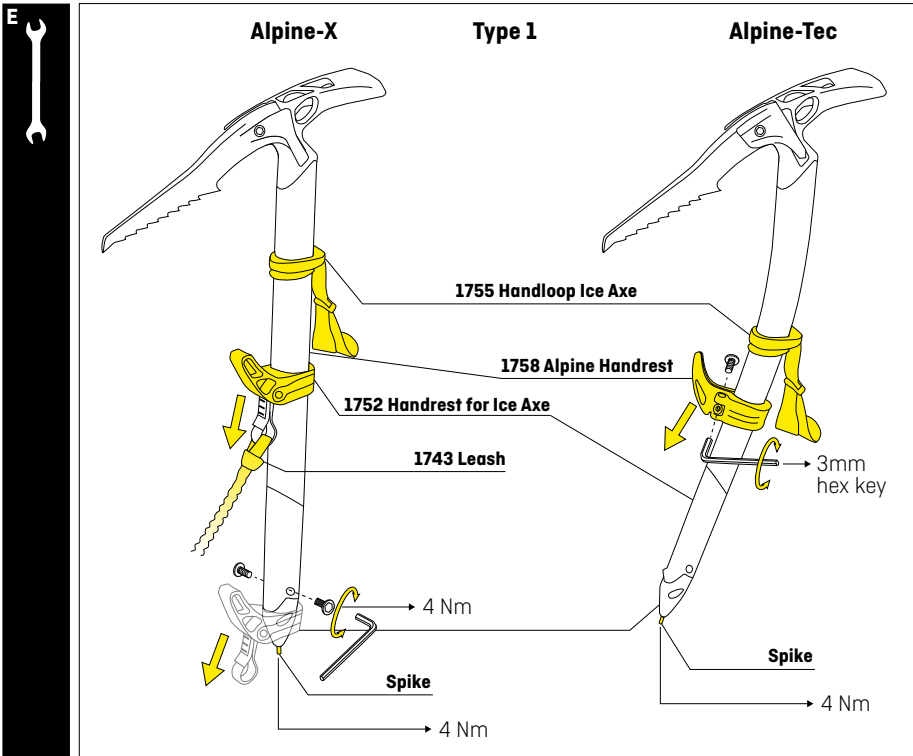 E
Alpine-X
Type 1
Alpine-Tec
1755 Handloop Ice Axe
1758 Alpine Handrest
1752 Handrest for Ice Axe
1743 Leash
3mm
hex key
4 Nm
Spike
4 Nm
Spike
4 Nm